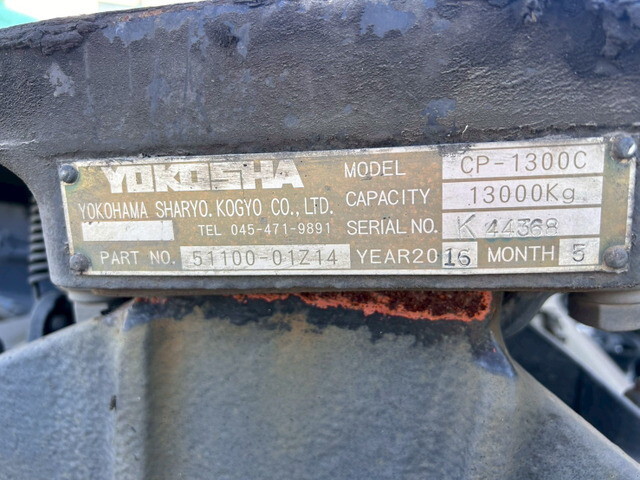 YOKOSHA
MODEL CP-1300C
YOKOHAMA SHARYO.KOGYO CO.,LTD.
CAPACITY 13000Kg
TEL 045-471-9891
SERIAL NO. K 44368
PART NO. 51100-01Z14 YEAR2016 MONTH 5